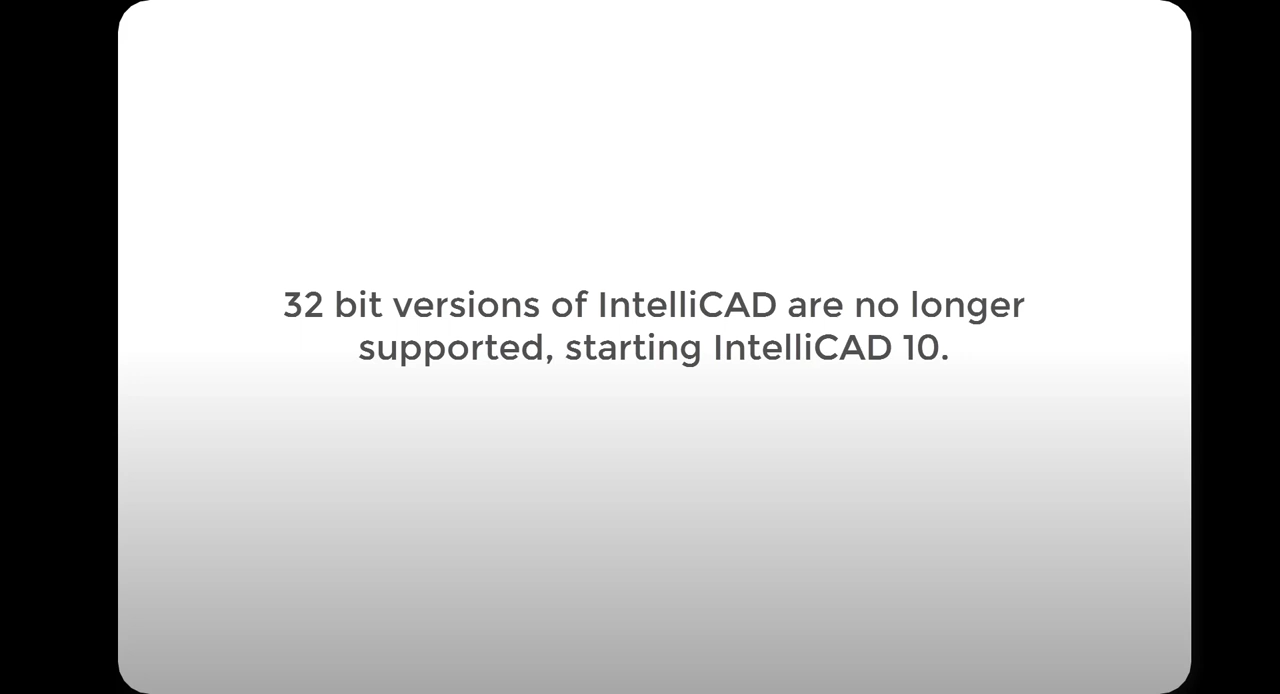 32 bit versions of IntelliCAD are no longer
supported, starting IntelliCAD 10.